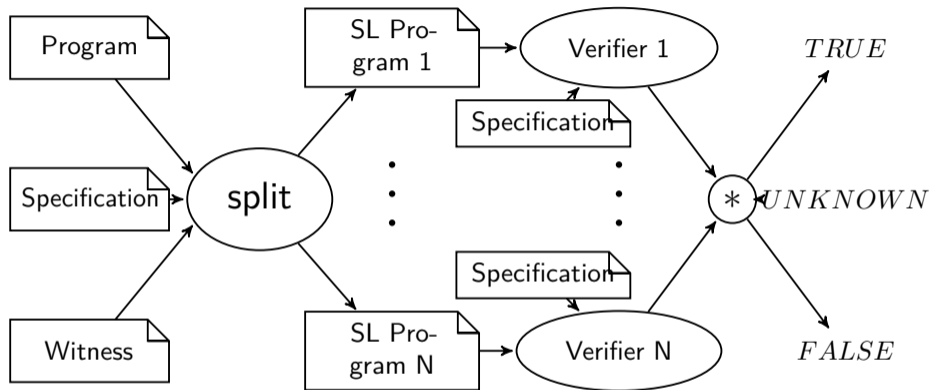 Program
Specification
Witness
split
SL Pro-
gram 1
Specification
Verifier 1
Specification
SL Pro-
gram N
Verifier N
*
TRUE
UNKNOWN
FALSE